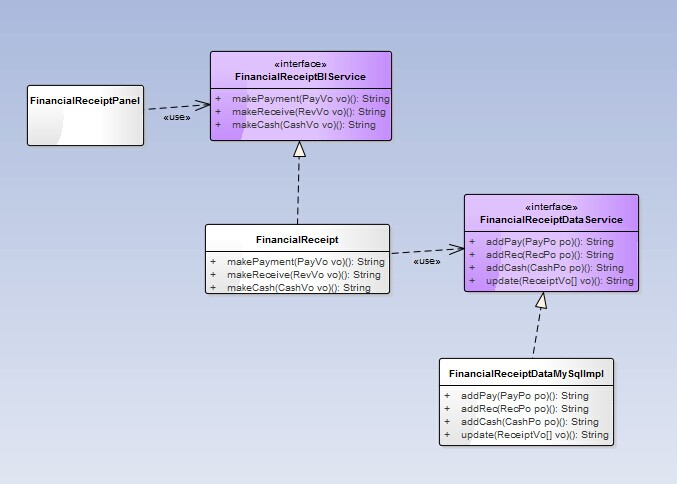 «interface»
FinancialReceiptBlService
+ makePayment(PayVo vo)(): String
+ makeReceive(RevVo vo)(): String
+ makeCash(CashVo vo)(): String
FinancialReceiptPanel
«use»
FinancialReceipt
+ makePayment(PayVo vo)(): String
+ makeReceive(RevVo vo)(): String
+ makeCash(CashVo vo)(): String
«use»
«interface»
FinancialReceiptDataService
+ addPay(PayPo po)(): String
+ addRec(RecPo po)(): String
+ addCash(CashPo po)(): String
+ update(ReceiptVo[] vo)(): String
FinancialReceiptDataMySqlImpl
+ addPay(PayPo po)(): String
+ addRec(RecPo po)(): String
+ addCash(CashPo po)(): String
+ update(ReceiptVo[] vo)(): String